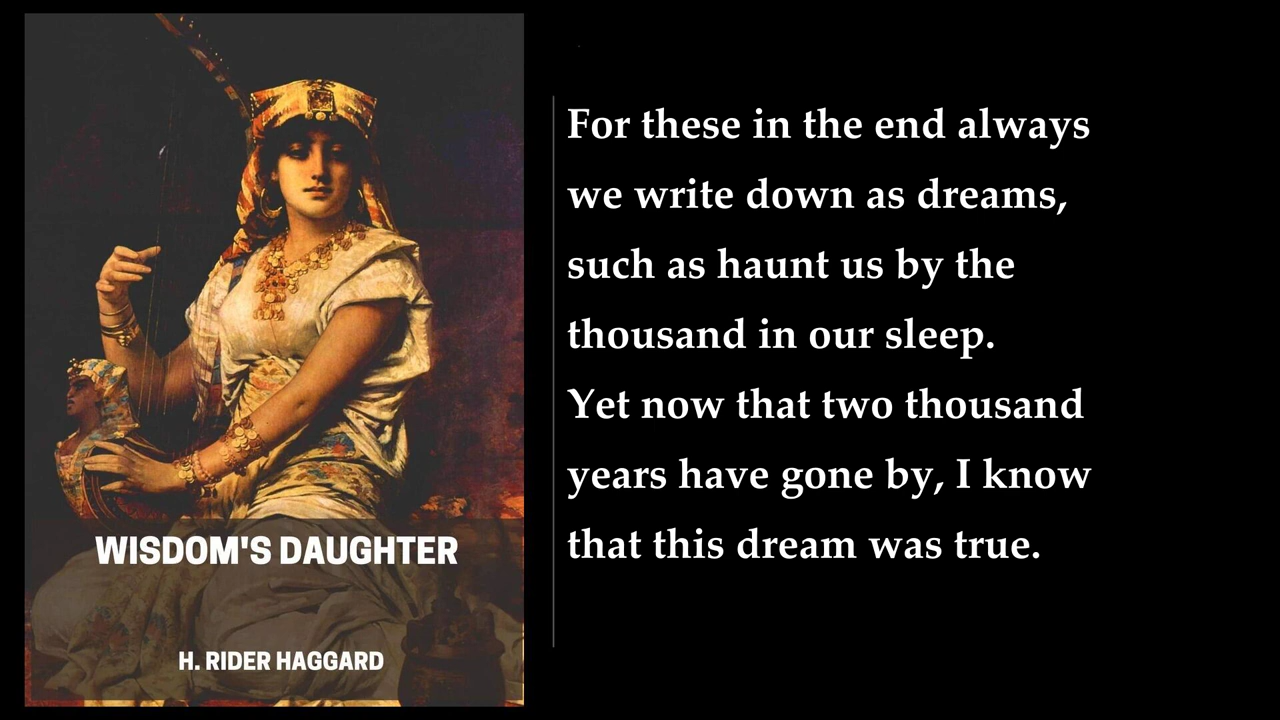 WISDOM'S DAUGHTER
H. RIDER HAGGARD
For these in the end always
we write down as dreams,
such as haunt us by the
thousand in our sleep.
Yet now that two thousand
years have gone by, I know
that this dream was true.